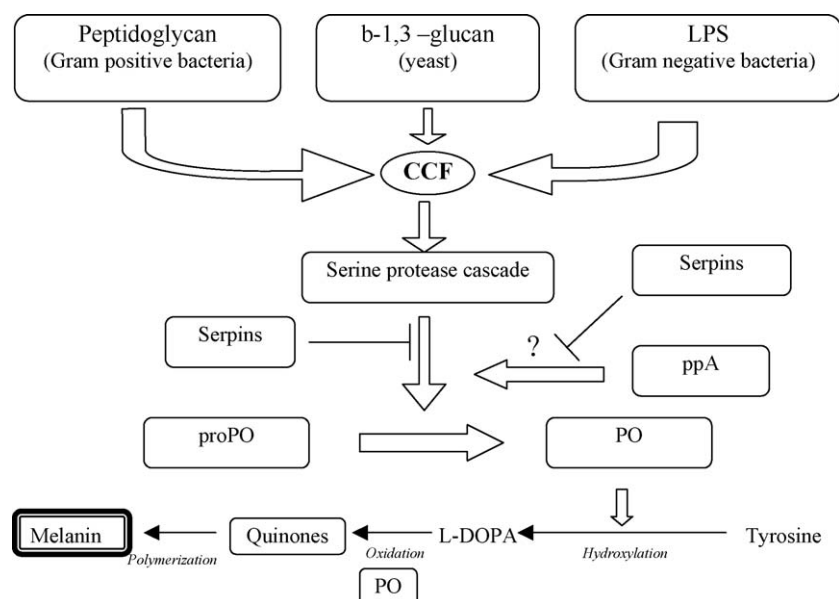 Peptidoglycan
(Gram positive bacteria)
b-1,3 –glucan
(yeast)
LPS
(Gram negative bacteria)
CCF
Serine protease cascade
Serpins
Serpins
?
ppA
proPO
PO
Melanin
Polymerization
Quinones
Oxidation
PO
L-DOPA
Hydroxylation
Tyrosine